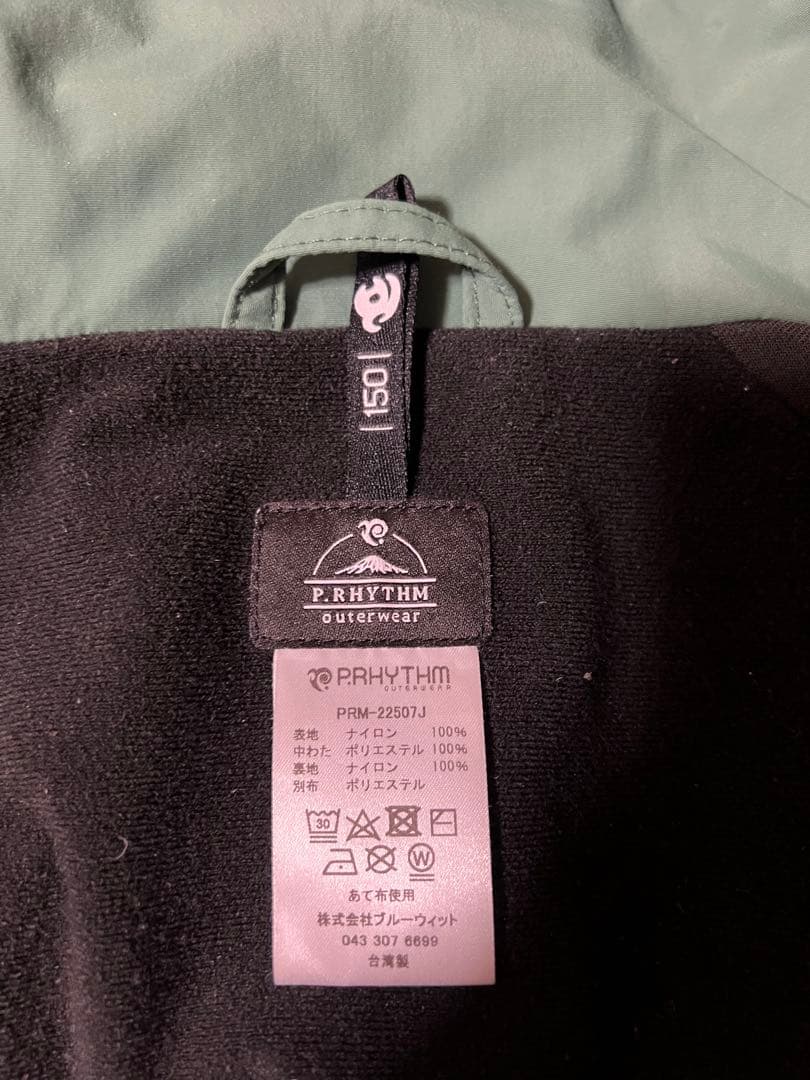 150
P.RHYTHM
outerwear
P.RHYTHM
OUTERWEAR
PRM-22507J
表地 ナイロン 100%
中わた ポリエステル 100%
裏地 ナイロン 100%
別布 ポリエステル
30
W
あて布使用
株式会社ブルーウィット
043 307 6699
台湾製